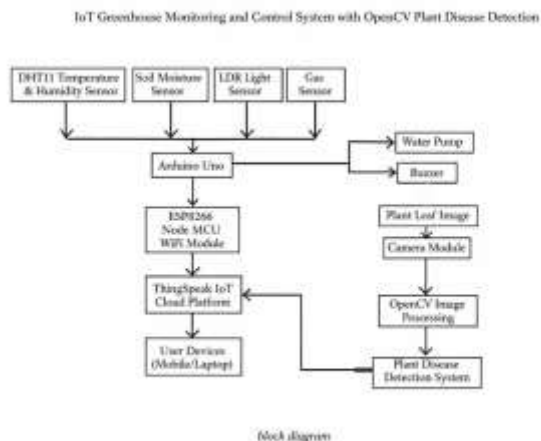 IoT Greenhouse Monitoring and Control System with OpenCV Plant Disease Detection
DHT11 Temperature
& Humidity Sensor
Soil Moisture
Sensor
LDR Light
Sensor
Gas
Sensor
Arduino Uno
Water Pump
Buzzer
ESP8266
Node MCU
WiFi Module
Plant Leaf Image
Camera Module
ThingSpeak IoT
Cloud Platform
OpenCV Image
Processing
User Devices
(Mobile/Laptop)
Plant Disease
Detection System
block diagram